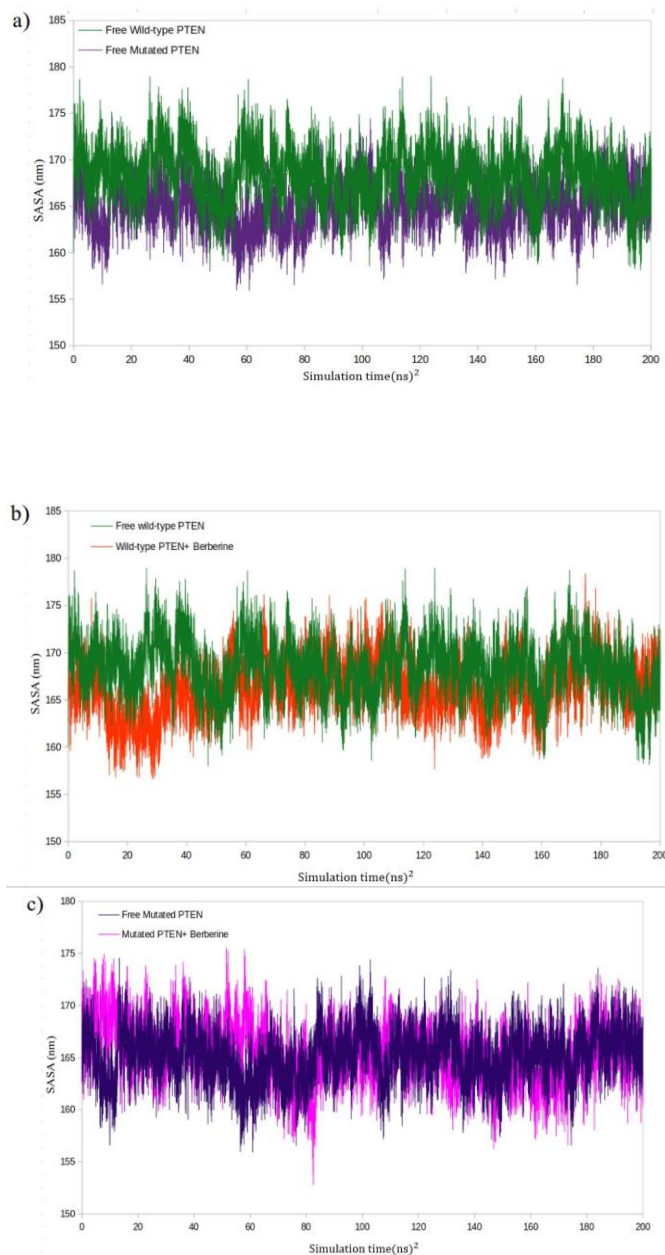 a)
185
Free Wild-type PTEN
Free Mutated PTEN
180
175
170
165
160
155
150
SASA (nm)
0 20 40 60 80 100 120 140 160 180 200
Simulation time(ns)²
b)
185
Free wild-type PTEN
Wild-type PTEN+ Berberine
180
175
170
165
160
155
150
SASA (nm)
0 20 40 60 80 100 120 140 160 180 200
Simulation time(ns)²
c)
180
Free Mutated PTEN
Mutated PTEN+ Berberine
175
170
165
160
155
150
SASA (nm)
0 20 40 60 80 100 120 140 160 180 200
Simulation time(ns)²